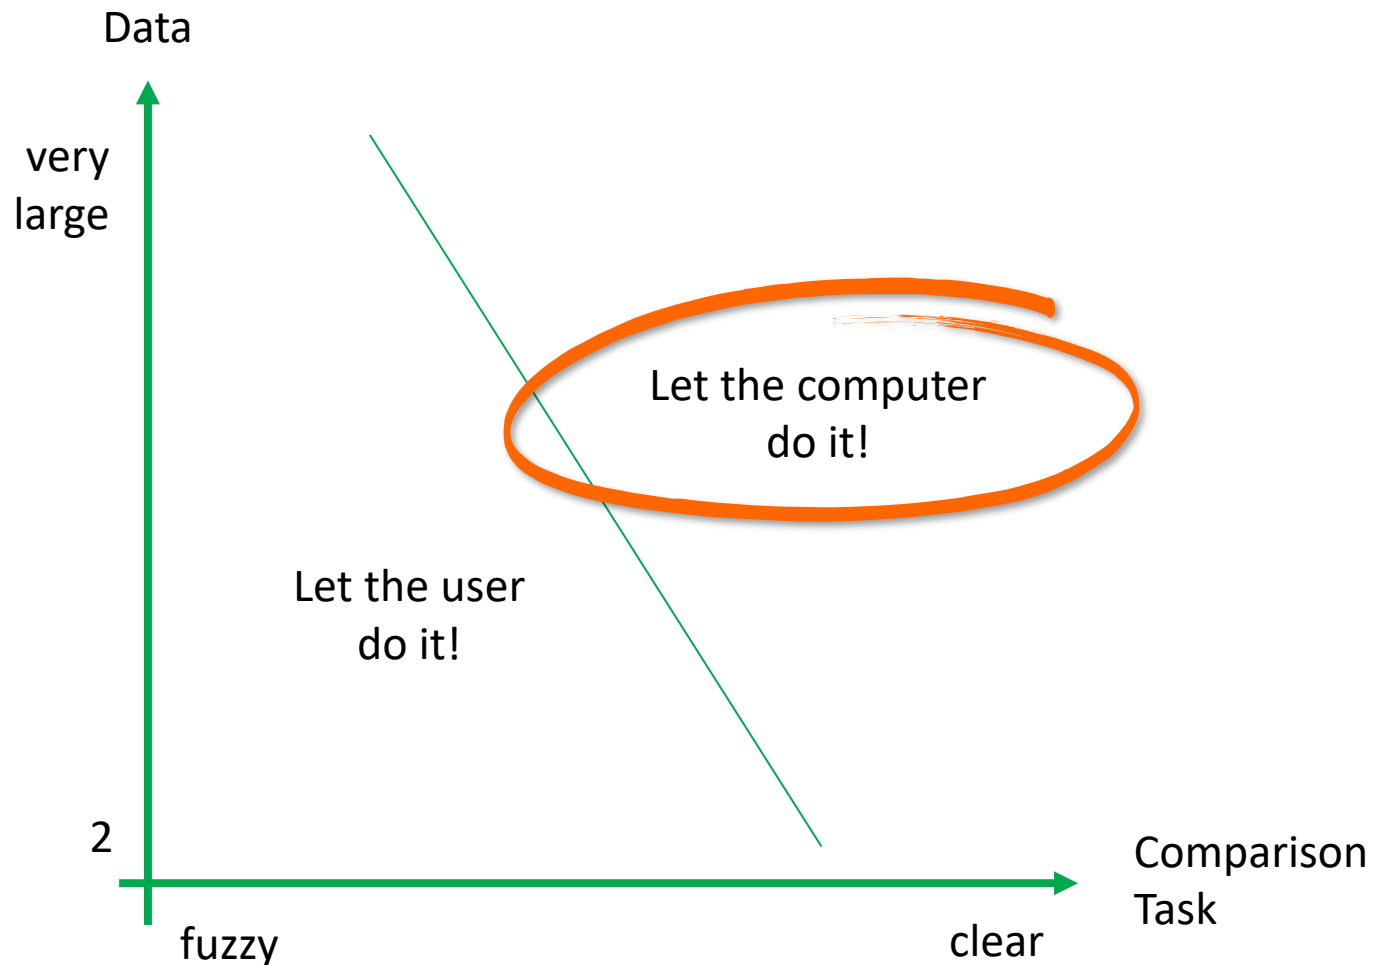 Data
very
large
Let the computer
do it!
Let the user
do it!
2
Comparison
Task
fuzzy
clear